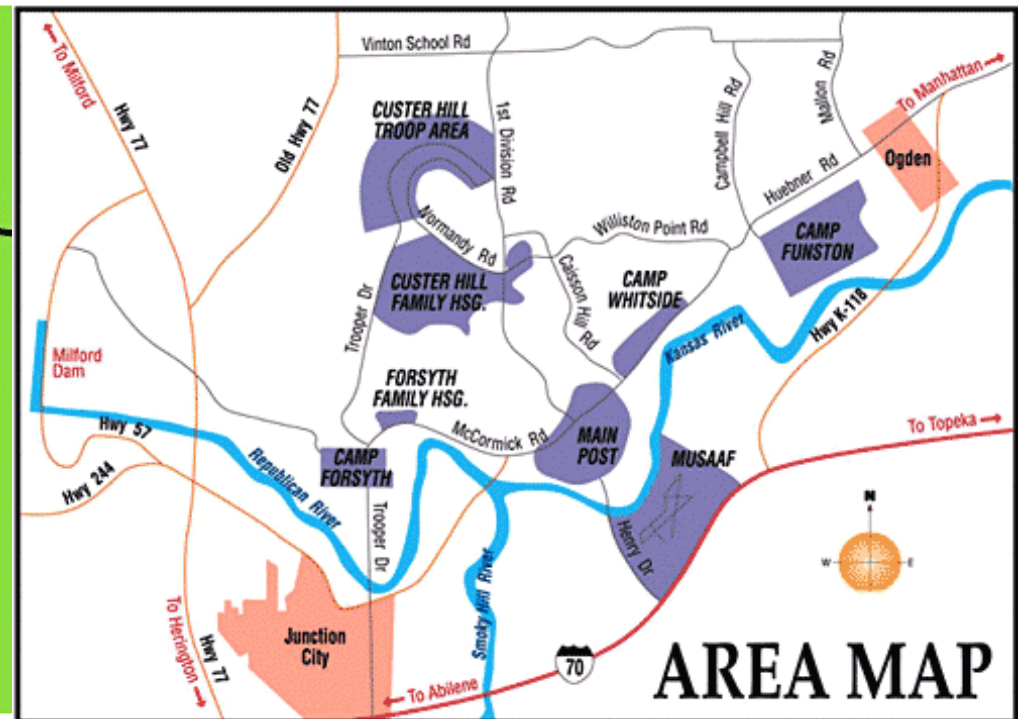 Vinton School Rd
To Milford
Hwy 77
Old Hwy 77
CUSTER HILL
TROOP AREA
1st Division Rd
Campbell Hill Rd
Mallon Rd
To Manhattan
Ogden
Huebner Rd
Normandy Rd
Williston Point Rd
CAMP
FUNSTON
CUSTER HILL
FAMILY HSG.
Caisson Hill Rd
CAMP
WHITSIDE
Trooper Dr
Kansas River
Hwy K-118
Milford
Dam
FORSYTH
FAMILY HSG.
Hwy 57
McCormick Rd
MAIN
POST
To Topeka
MUSAAF
Hwy 244
CAMP
FORSYTH
Republican River
Trooper Dr
Henry Dr
N
W
E
Smoky Hill River
To Herington
Hwy 77
Junction
City
70
To Abilene
AREA MAP